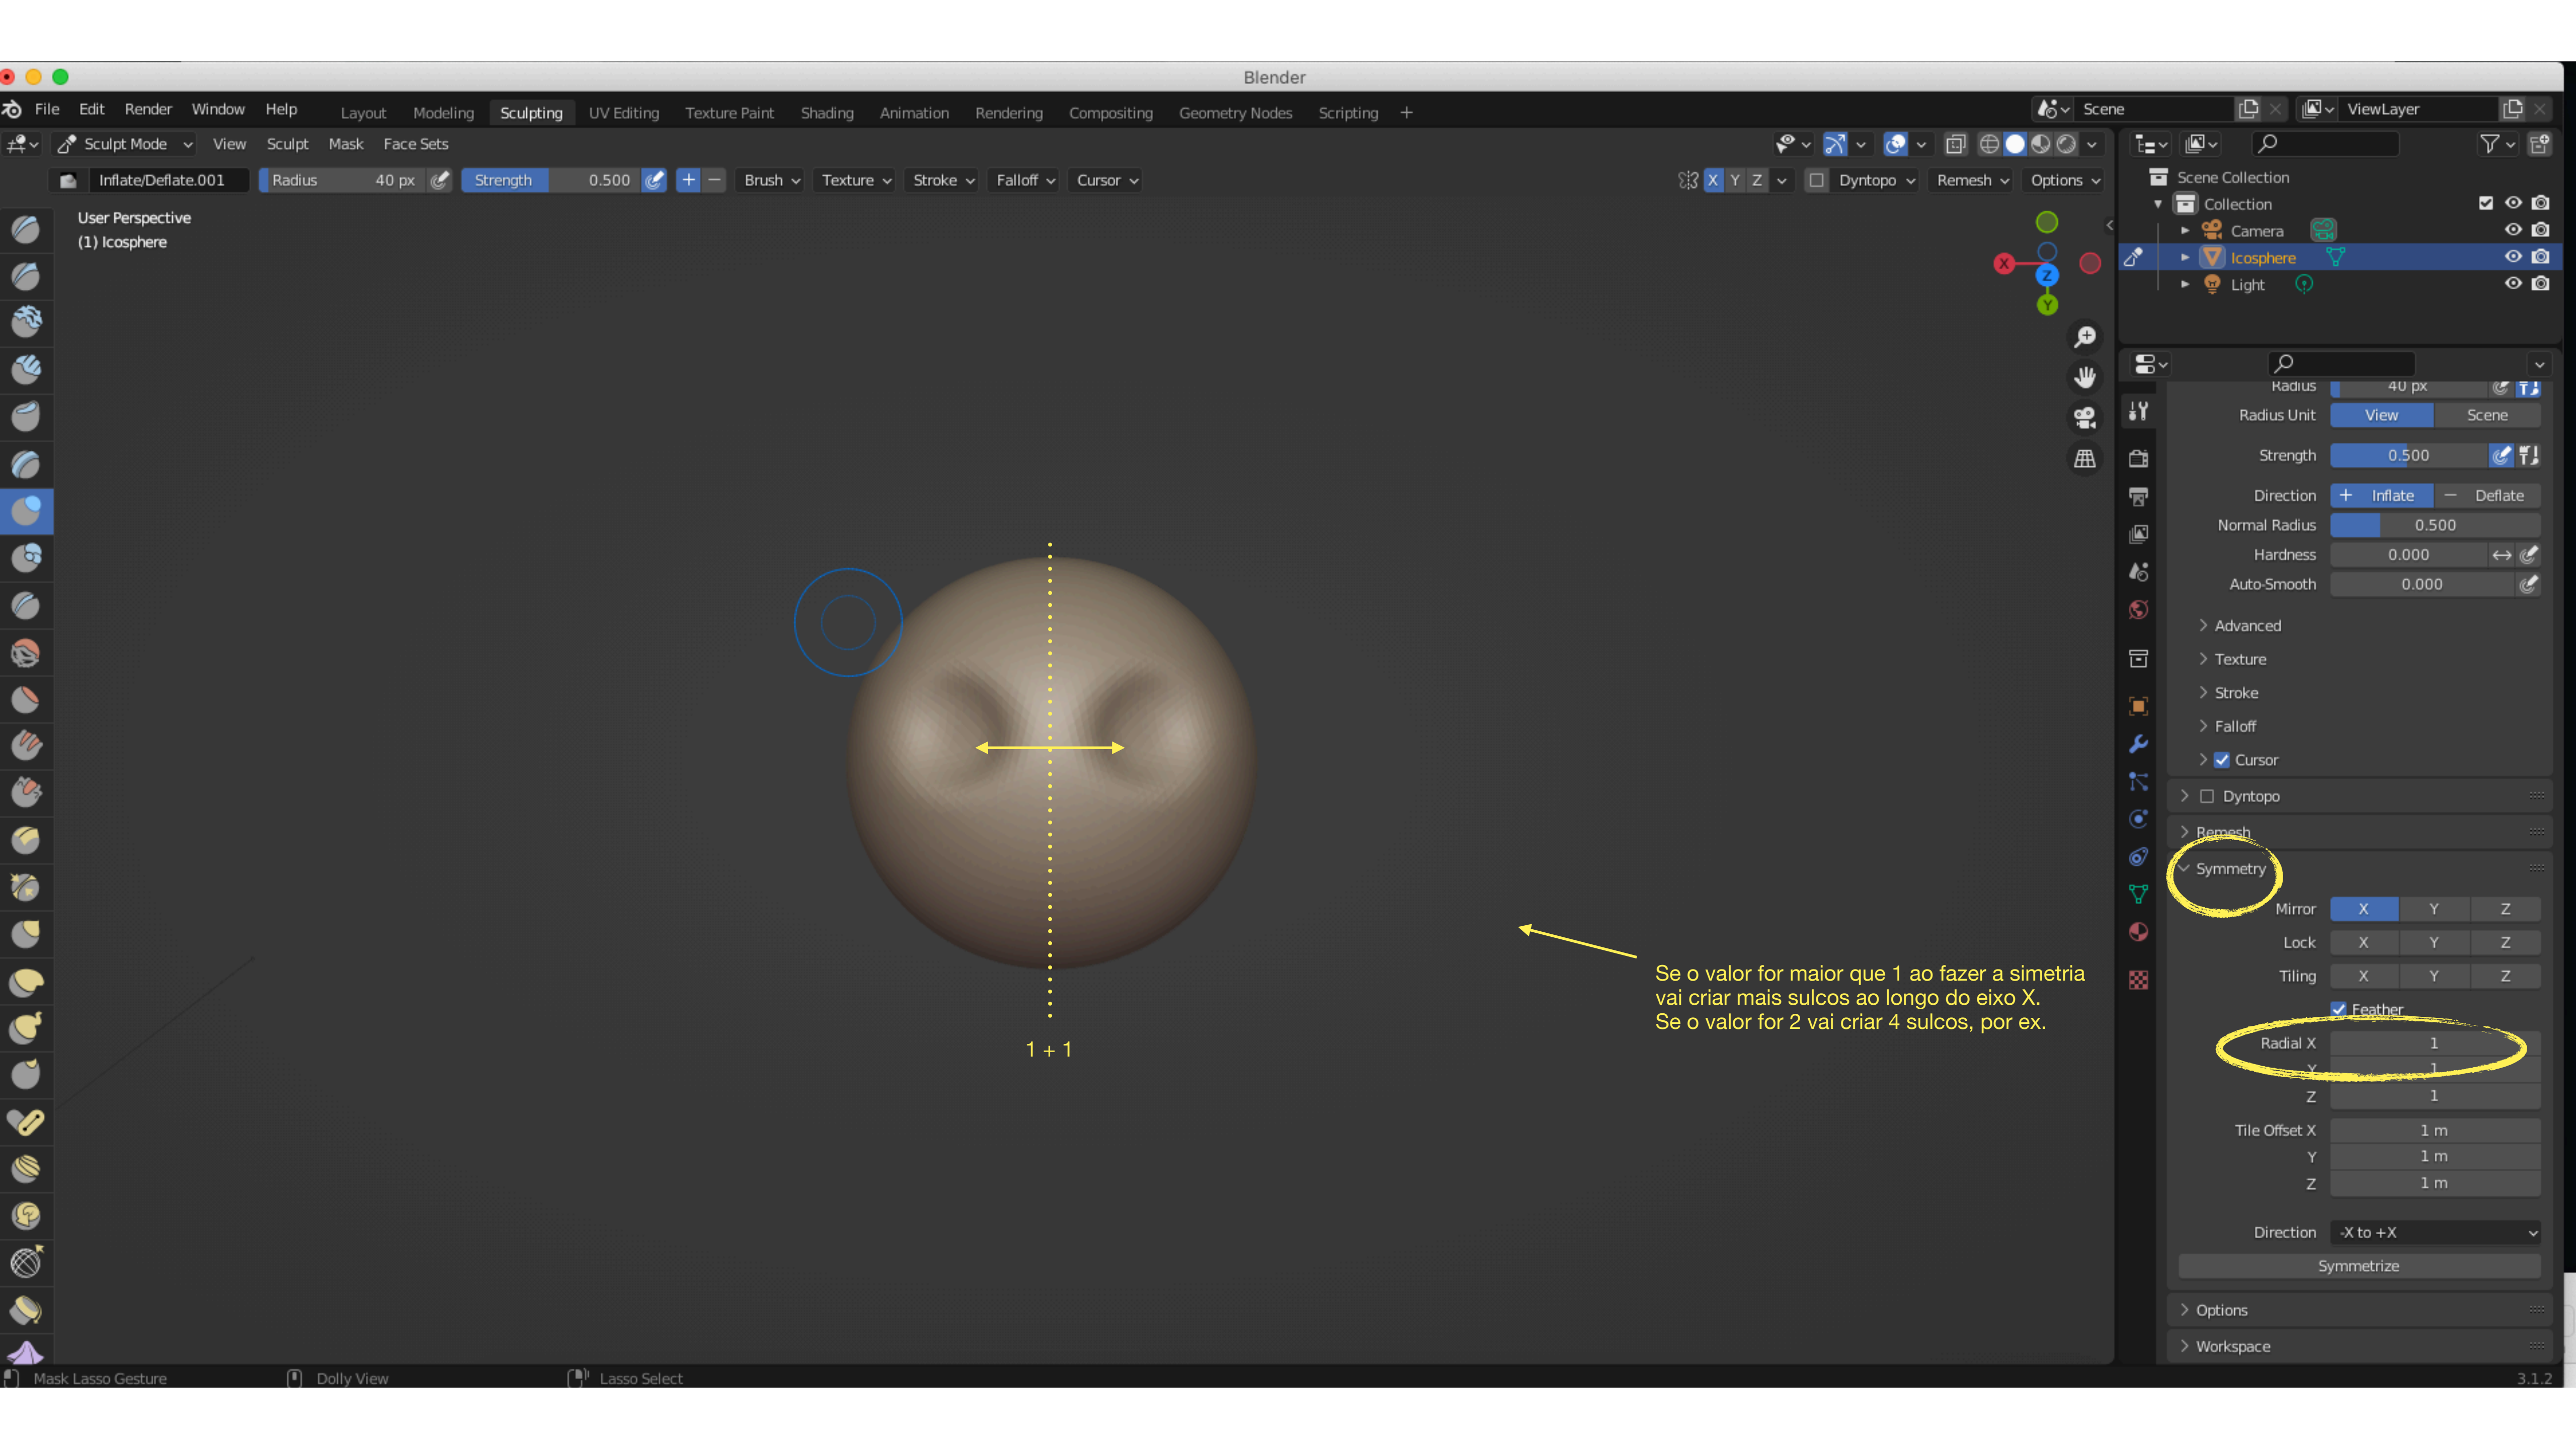 Blender
File Edit Render Window Help Layout Modeling Sculpting UV Editing Texture Paint Shading Animation Rendering Compositing Geometry Nodes Scripting + Scene ViewLayer
Sculpt Mode View Sculpt Mask Face Sets
Inflate/Deflate.001 Radius 40 px Strength 0.500 + − Brush Texture Stroke Falloff Cursor X Y Z Dyntopo Remesh Options
User Perspective
(1) Icosphere
X
Z
Y
Scene Collection
Collection
Camera
Icosphere
Light
Radius 40 px
Radius Unit View Scene
Strength 0.500
Direction + Inflate − Deflate
Normal Radius 0.500
Hardness 0.000
Auto-Smooth 0.000
Advanced
Texture
Stroke
Falloff
Cursor
Dyntopo
Remesh
Symmetry
Mirror X Y Z
Lock X Y Z
Tiling X Y Z
Feather
Radial X 1
Y 1
Z 1
Tile Offset X 1 m
Y 1 m
Z 1 m
Direction -X to +X
Symmetrize
Options
Workspace
Se o valor for maior que 1 ao fazer a simetria
vai criar mais sulcos ao longo do eixo X.
Se o valor for 2 vai criar 4 sulcos, por ex.
1 + 1
Mask Lasso Gesture Dolly View Lasso Select 3.1.2